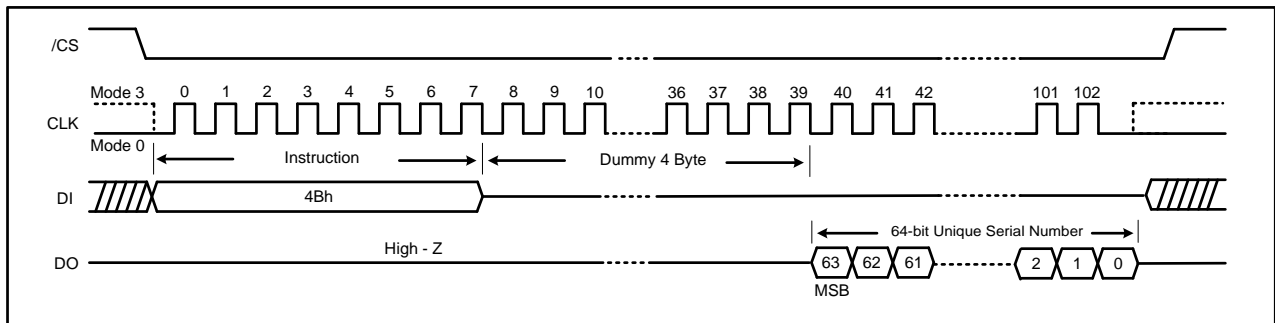 /CS
Mode 3 0 1 2 3 4 5 6 7 8 9 10 36 37 38 39 40 41 42 101 102
CLK
Mode 0
Instruction Dummy 4 Byte
DI 4Bh
64-bit Unique Serial Number
High - Z
DO 63 62 61 2 1 0
MSB